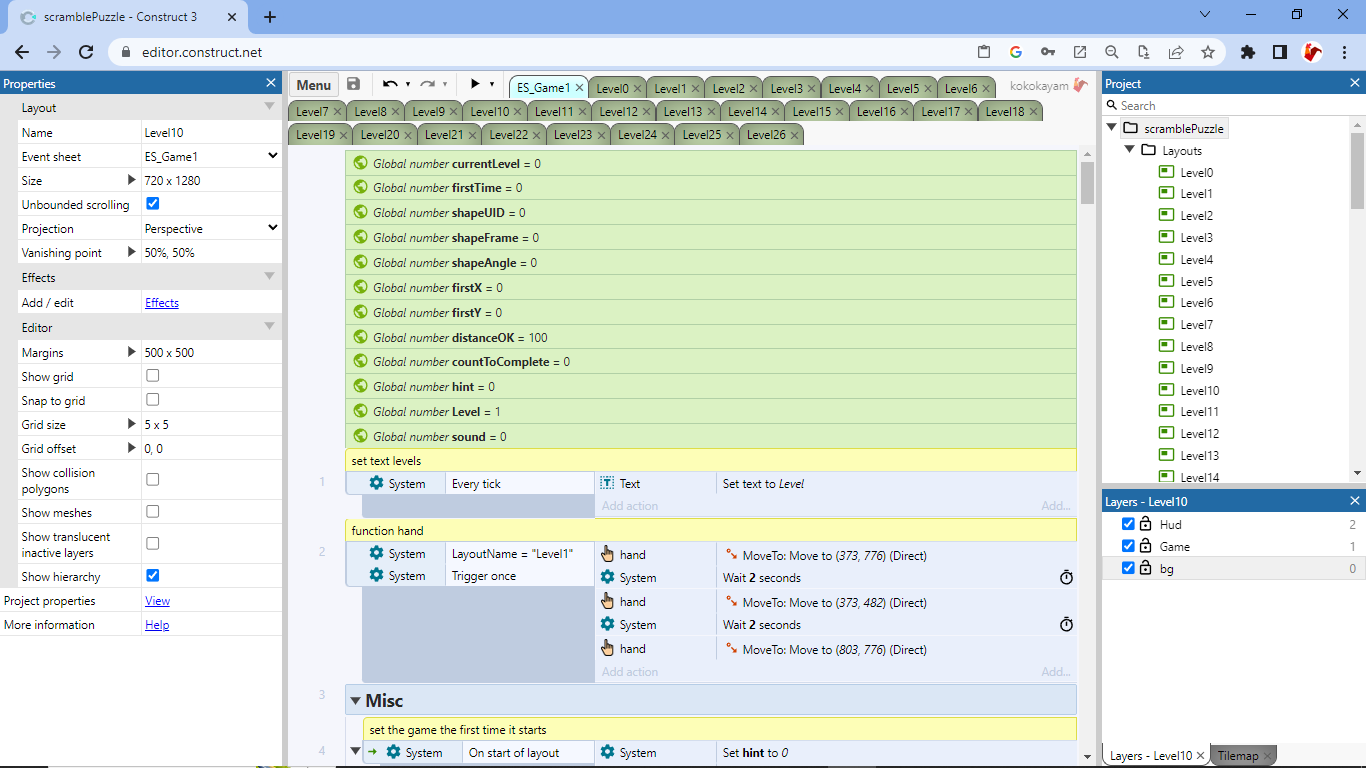 scramblePuzzle - Construct 3
editor.construct.net
Properties
Layout
Name Level10
Event sheet ES_Game1
Size 720 x 1280
Unbounded scrolling
Projection Perspective
Vanishing point 50%, 50%
Effects
Add / edit Effects
Editor
Margins 500 x 500
Show grid
Snap to grid
Grid size 5 x 5
Grid offset 0, 0
Show collision
polygons
Show meshes
Show translucent
inactive layers
Show hierarchy
Project properties View
More information Help
Menu
ES_Game1 Level0 Level1 Level2 Level3 Level4 Level5 Level6
kokokayam
Level7 Level8 Level9 Level10 Level11 Level12 Level13 Level14 Level15 Level16 Level17 Level18
Level19 Level20 Level21 Level22 Level23 Level24 Level25 Level26
Global number currentLevel = 0
Global number firstTime = 0
Global number shapeUID = 0
Global number shapeFrame = 0
Global number shapeAngle = 0
Global number firstX = 0
Global number firstY = 0
Global number distanceOK = 100
Global number countToComplete = 0
Global number hint = 0
Global number Level = 1
Global number sound = 0
set text levels
1 System Every tick T Text Set text to Level
Add action Add...
function hand
2 System LayoutName = "Level1" hand MoveTo: Move to (373, 776) (Direct)
System Trigger once System Wait 2 seconds
hand MoveTo: Move to (373, 482) (Direct)
System Wait 2 seconds
hand MoveTo: Move to (803, 776) (Direct)
Add action Add...
3 Misc
set the game the first time it starts
4 System On start of layout System Set hint to 0
Project
Search
scramblePuzzle
Layouts
Level0
Level1
Level2
Level3
Level4
Level5
Level6
Level7
Level8
Level9
Level10
Level11
Level12
Level13
Level14
Layers - Level10
Hud 2
Game 1
bg 0
Layers - Level10 Tilemap